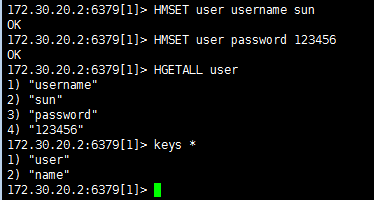 172.30.20.2:6379[1]> HMSET user username sun
OK
172.30.20.2:6379[1]> HMSET user password 123456
OK
172.30.20.2:6379[1]> HGETALL user
1) "username"
2) "sun"
3) "password"
4) "123456"
172.30.20.2:6379[1]> keys *
1) "user"
2) "name"
172.30.20.2:6379[1]>